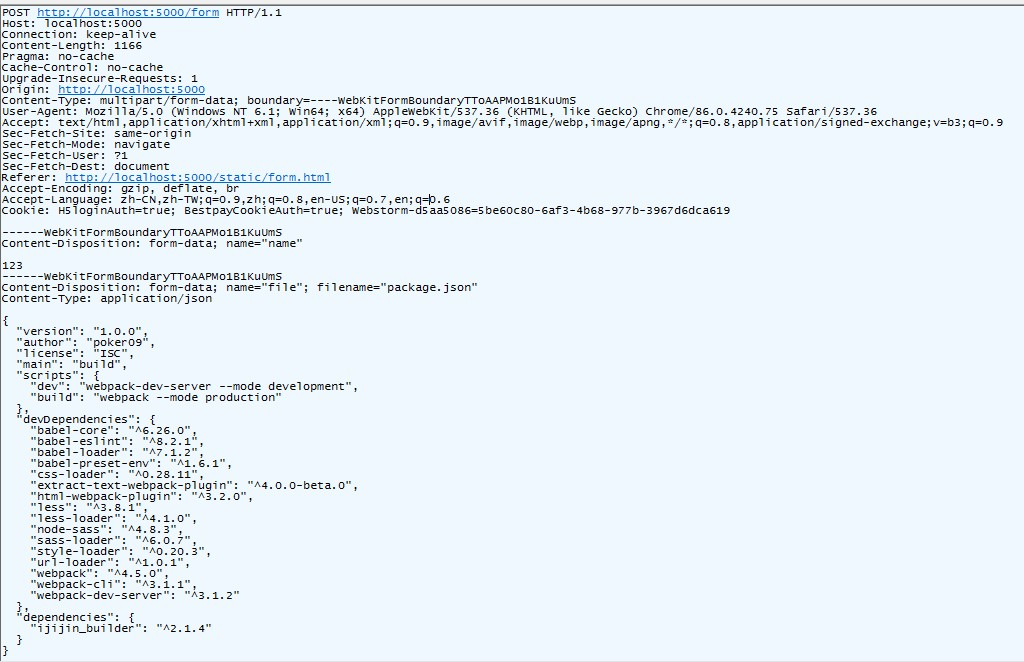 POST http://localhost:5000/form HTTP/1.1
Host: localhost:5000
Connection: keep-alive
Content-Length: 1166
Pragma: no-cache
Cache-Control: no-cache
Upgrade-Insecure-Requests: 1
Origin: http://localhost:5000
Content-Type: multipart/form-data; boundary=----WebKitFormBoundaryTToAAPMo1B1KuUmS
User-Agent: Mozilla/5.0 (Windows NT 6.1; Win64; x64) AppleWebKit/537.36 (KHTML, like Gecko) Chrome/86.0.4240.75 Safari/537.36
Accept: text/html,application/xhtml+xml,application/xml;q=0.9,image/avif,image/webp,image/apng,*/*;q=0.8,application/signed-exchange;v=b3;q=0.9
Sec-Fetch-Site: same-origin
Sec-Fetch-Mode: navigate
Sec-Fetch-User: ?1
Sec-Fetch-Dest: document
Referer: http://localhost:5000/static/form.html
Accept-Encoding: gzip, deflate, br
Accept-Language: zh-CN,zh-TW;q=0.9,zh;q=0.8,en-US;q=0.7,en;q=0.6
Cookie: H5loginAuth=true; BestpayCookieAuth=true; Webstorm-d5aa5086=5be60c80-6af3-4b68-977b-3967d6dca619

------WebKitFormBoundaryTToAAPMo1B1KuUmS
Content-Disposition: form-data; name="name"

123
------WebKitFormBoundaryTToAAPMo1B1KuUmS
Content-Disposition: form-data; name="file"; filename="package.json"
Content-Type: application/json

{
  "version": "1.0.0",
  "author": "poker09",
  "license": "ISC",
  "main": "build",
  "scripts": {
    "dev": "webpack-dev-server --mode development",
    "build": "webpack --mode production"
  },
  "devDependencies": {
    "babel-core": "^6.26.0",
    "babel-eslint": "^8.2.1",
    "babel-loader": "^7.1.2",
    "babel-preset-env": "^1.6.1",
    "css-loader": "^0.28.11",
    "extract-text-webpack-plugin": "^4.0.0-beta.0",
    "html-webpack-plugin": "^3.2.0",
    "less": "^3.8.1",
    "less-loader": "^4.1.0",
    "node-sass": "^4.8.3",
    "sass-loader": "^6.0.7",
    "style-loader": "^0.20.3",
    "url-loader": "^1.0.1",
    "webpack": "^4.5.0",
    "webpack-cli": "^3.1.1",
    "webpack-dev-server": "^3.1.2"
  },
  "dependencies": {
    "ijijin_builder": "^2.1.4"
  }
}